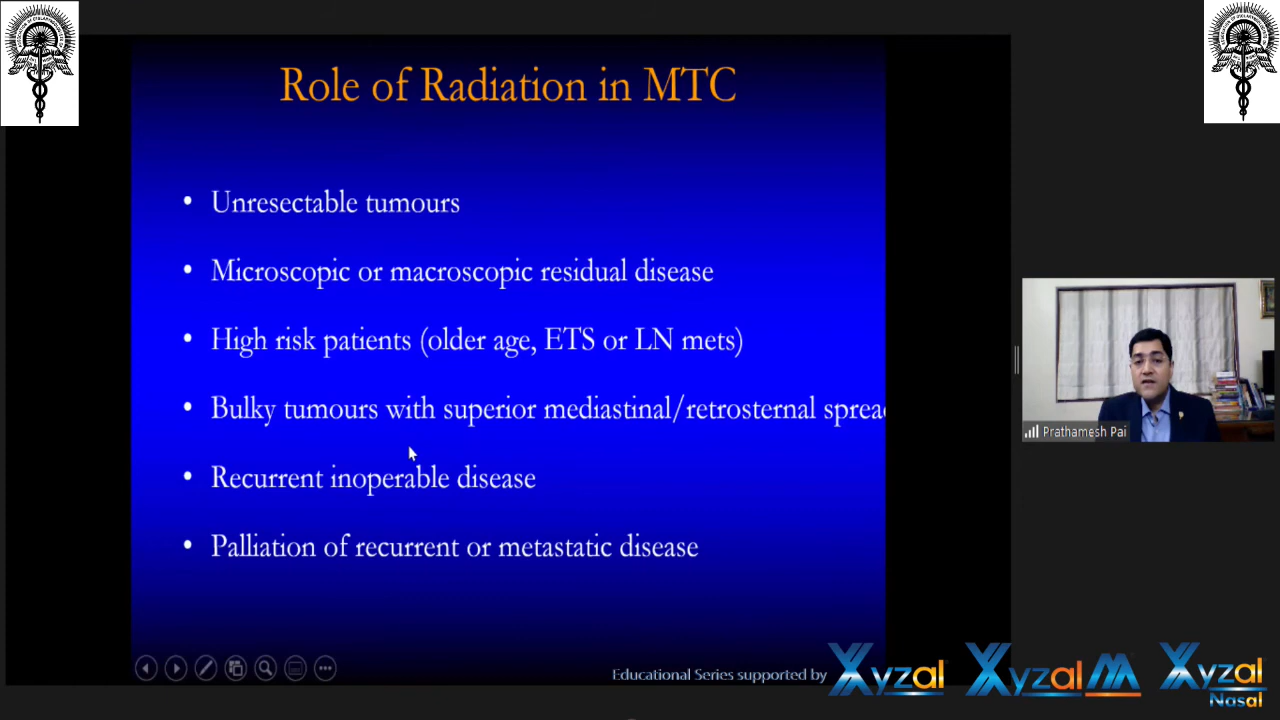 Role of Radiation in MTC
• Unresectable tumours
• Microscopic or macroscopic residual disease
• High risk patients (older age, ETS or LN mets)
• Bulky tumours with superior mediastinal/retrosternal sprea
• Recurrent inoperable disease
• Palliation of recurrent or metastatic disease
Prathamesh Pai
Educational Series supported by
Xyzal
Xyzal M
Xyzal
Nasal